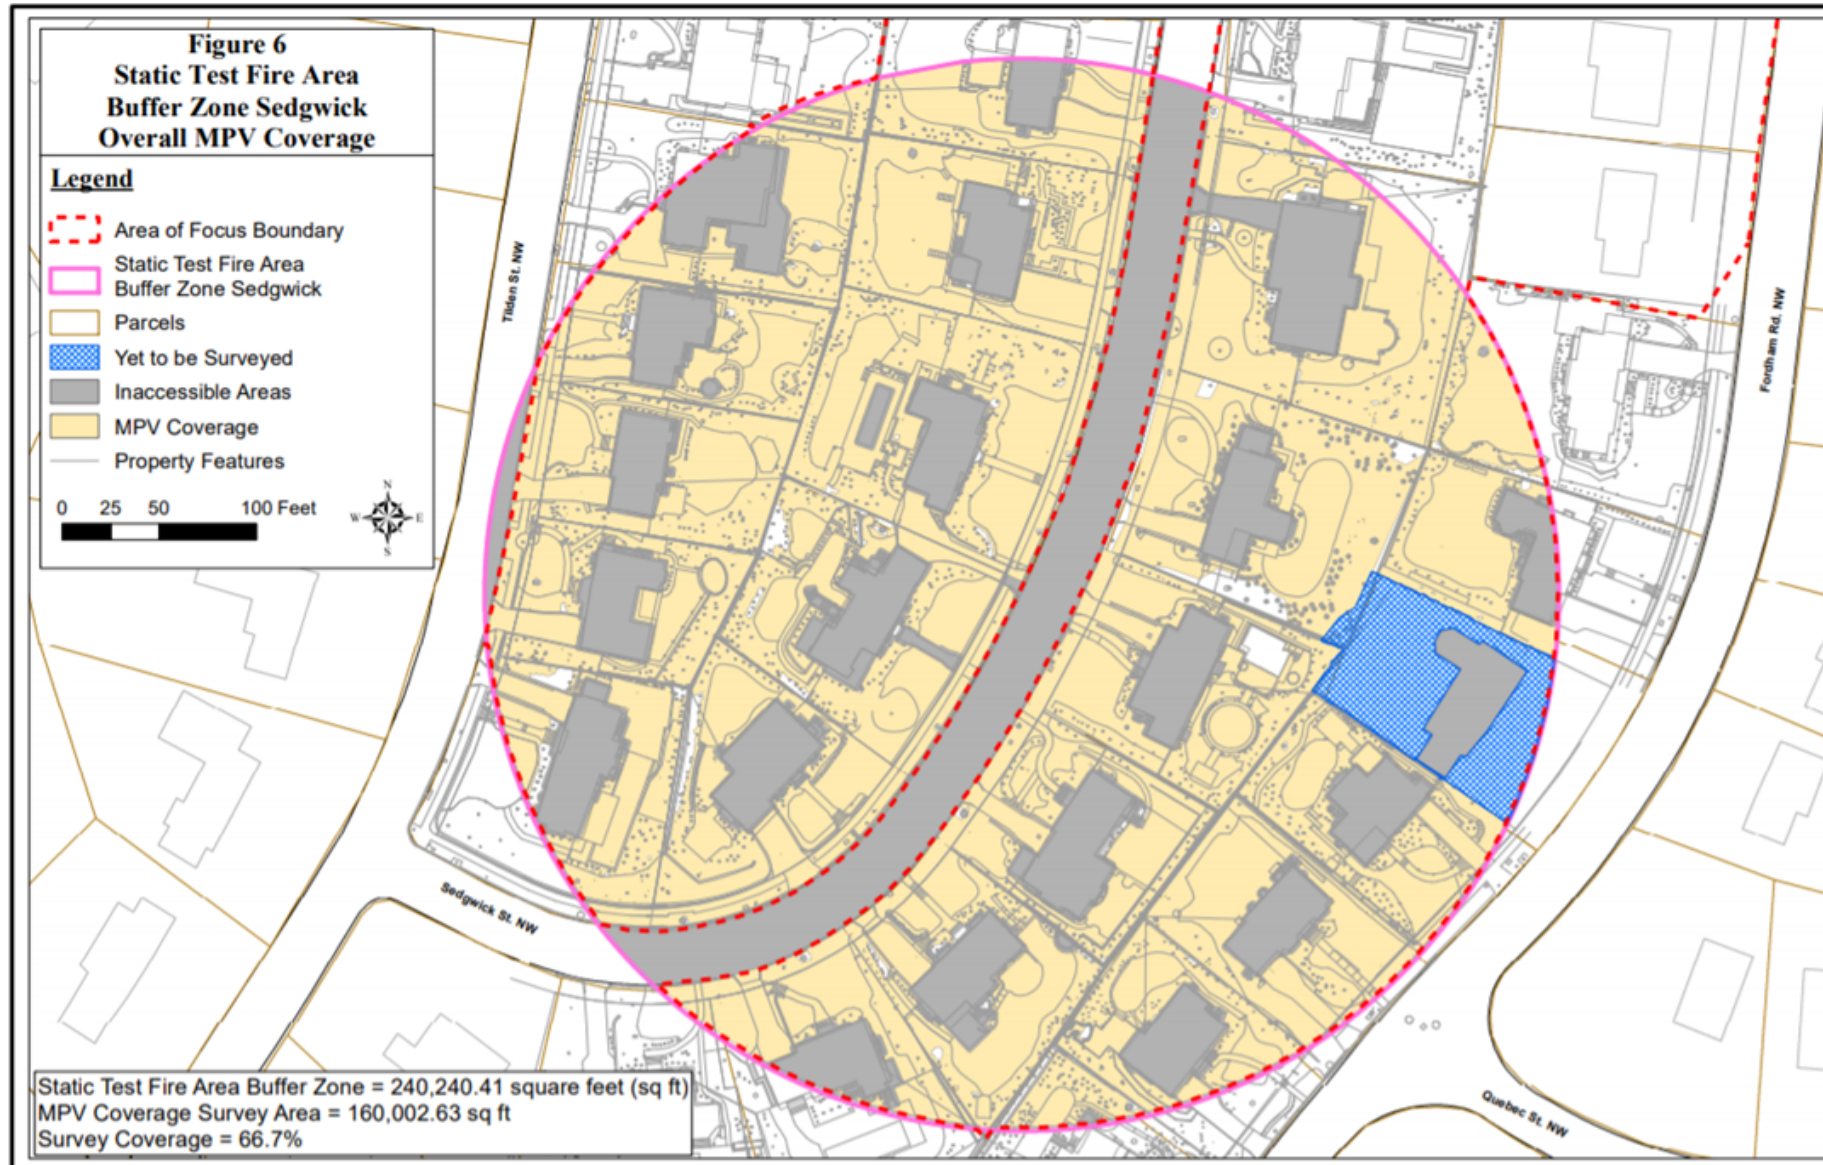 Figure 6
Static Test Fire Area
Buffer Zone Sedgwick
Overall MPV Coverage
Legend
Area of Focus Boundary
Static Test Fire Area
Buffer Zone Sedgwick
Parcels
Yet to be Surveyed
Inaccessible Areas
MPV Coverage
Property Features
0 25 50 100 Feet
N
W E
S
Tilden St. NW
Fordham Rd. NW
Sedgwick St. NW
Quebec St. NW
Static Test Fire Area Buffer Zone = 240,240.41 square feet (sq ft)
MPV Coverage Survey Area = 160,002.63 sq ft
Survey Coverage = 66.7%